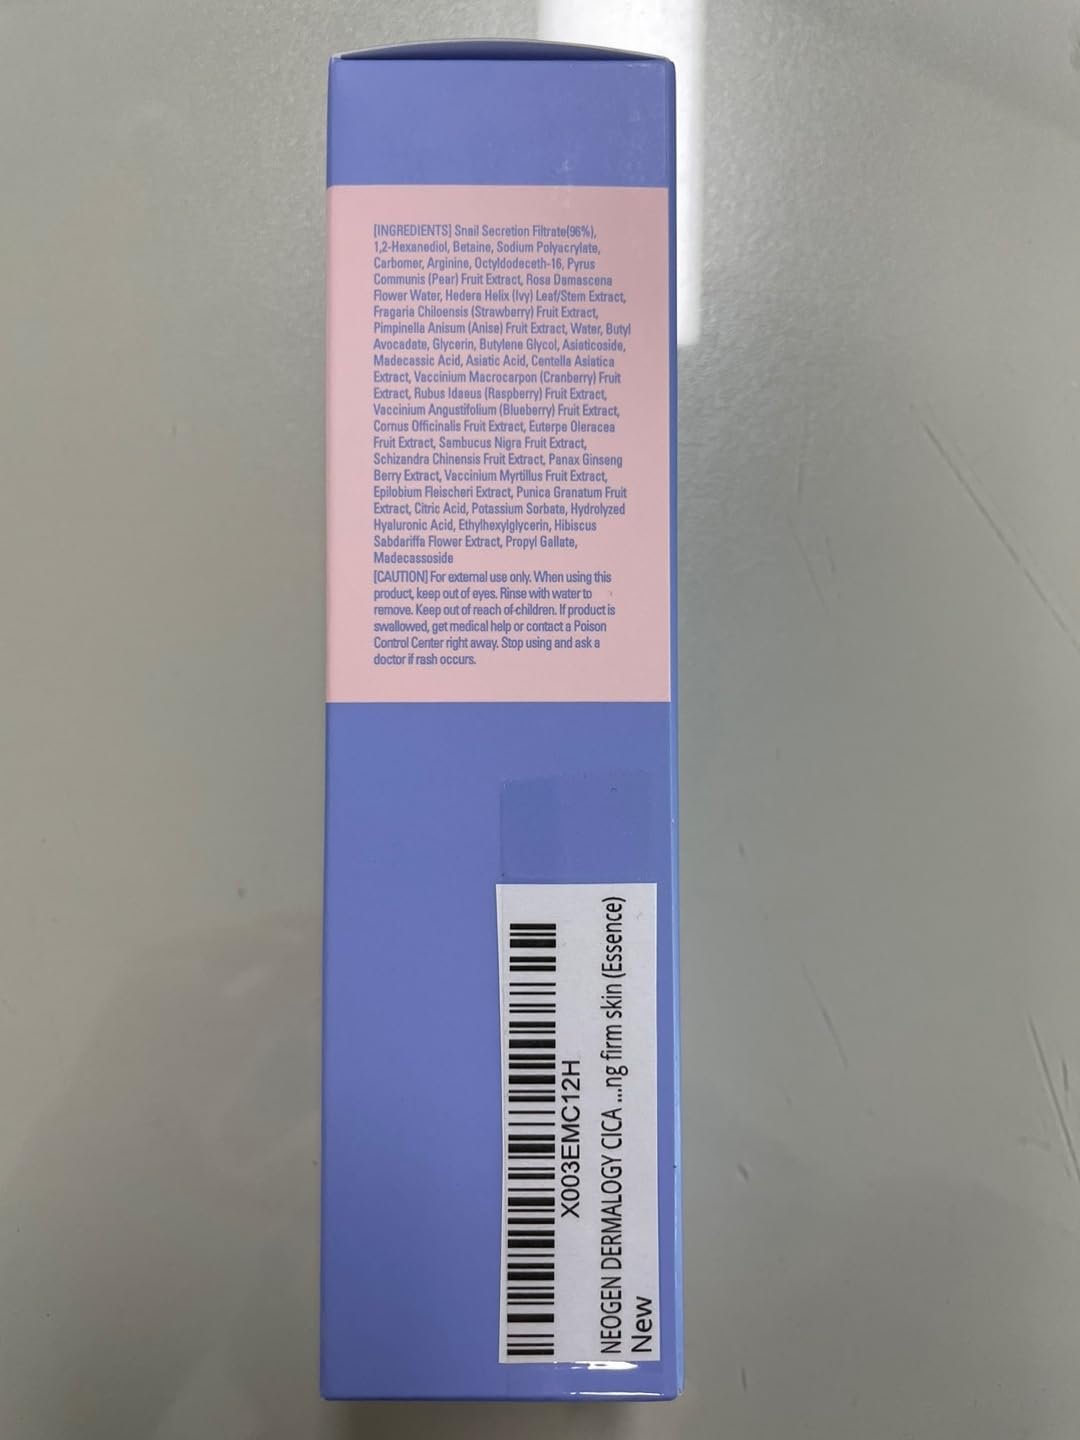 [INGREDIENTS] Snail Secretion Filtrate(96%),
1,2-Hexanediol, Betaine, Sodium Polyacrylate,
Carbomer, Arginine, Octyldodeceth-16, Pyrus
Communis (Pear) Fruit Extract, Rosa Damascena
Flower Water, Hedera Helix (Ivy) Leaf/Stem Extract,
Fragaria Chiloensis (Strawberry) Fruit Extract,
Pimpinella Anisum (Anise) Fruit Extract, Water, Butyl
Avocadate, Glycerin, Butylene Glycol, Asiaticoside,
Madecassic Acid, Asiatic Acid, Centella Asiatica
Extract, Vaccinium Macrocarpon (Cranberry) Fruit
Extract, Rubus Idaeus (Raspberry) Fruit Extract,
Vaccinium Angustifolium (Blueberry) Fruit Extract,
Cornus Officinalis Fruit Extract, Euterpe Oleracea
Fruit Extract, Sambucus Nigra Fruit Extract,
Schizandra Chinensis Fruit Extract, Panax Ginseng
Berry Extract, Vaccinium Myrtillus Fruit Extract,
Epilobium Fleischeri Extract, Punica Granatum Fruit
Extract, Citric Acid, Potassium Sorbate, Hydrolyzed
Hyaluronic Acid, Ethylhexylglycerin, Hibiscus
Sabdariffa Flower Extract, Propyl Gallate,
Madecassoside
[CAUTION] For external use only. When using this
product, keep out of eyes. Rinse with water to
remove. Keep out of reach of children. If product is
swallowed, get medical help or contact a Poison
Control Center right away. Stop using and ask a
doctor if rash occurs.
X003EMC12H
NEOGEN DERMALOGY CICA ...ng firm skin (Essence)
New